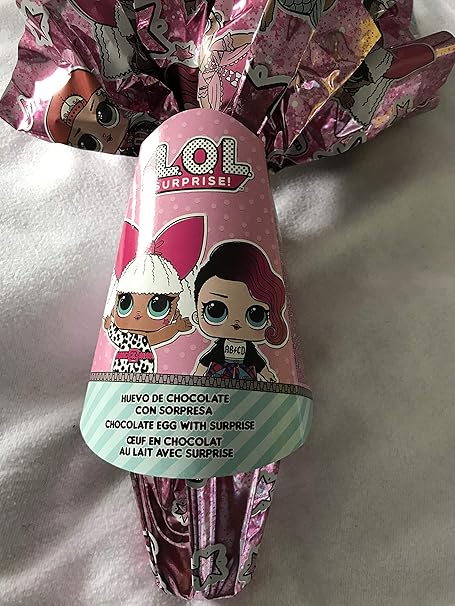 L.O.L.
SURPRISE!
AB+CD
HUEVO DE CHOCOLATE
CON SORPRESA
CHOCOLATE EGG WITH SURPRISE
ŒUF EN CHOCOLAT
AU LAIT AVEC SURPRISE